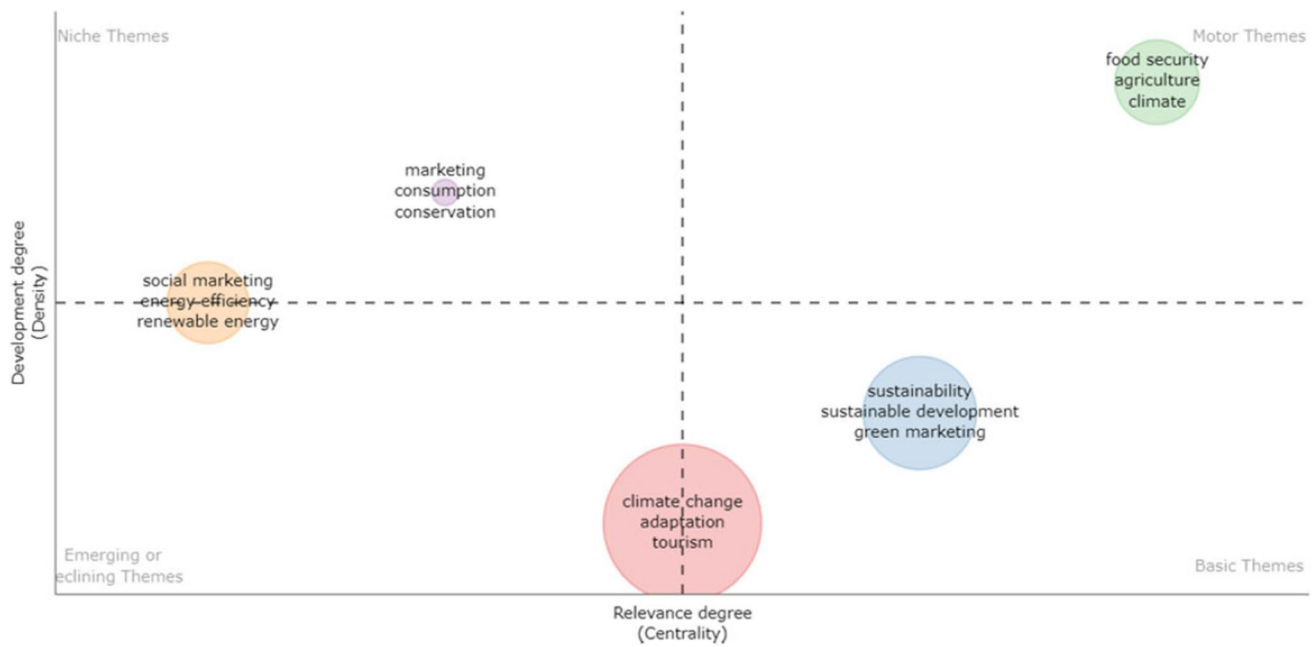 Niche Themes
Motor Themes
food security
agriculture
climate
marketing
consumption
conservation
Development degree
(Density)
social marketing
energy efficiency
renewable energy
sustainability
sustainable development
green marketing
climate change
adaptation
tourism
Emerging or
eclining Themes
Basic Themes
Relevance degree
(Centrality)